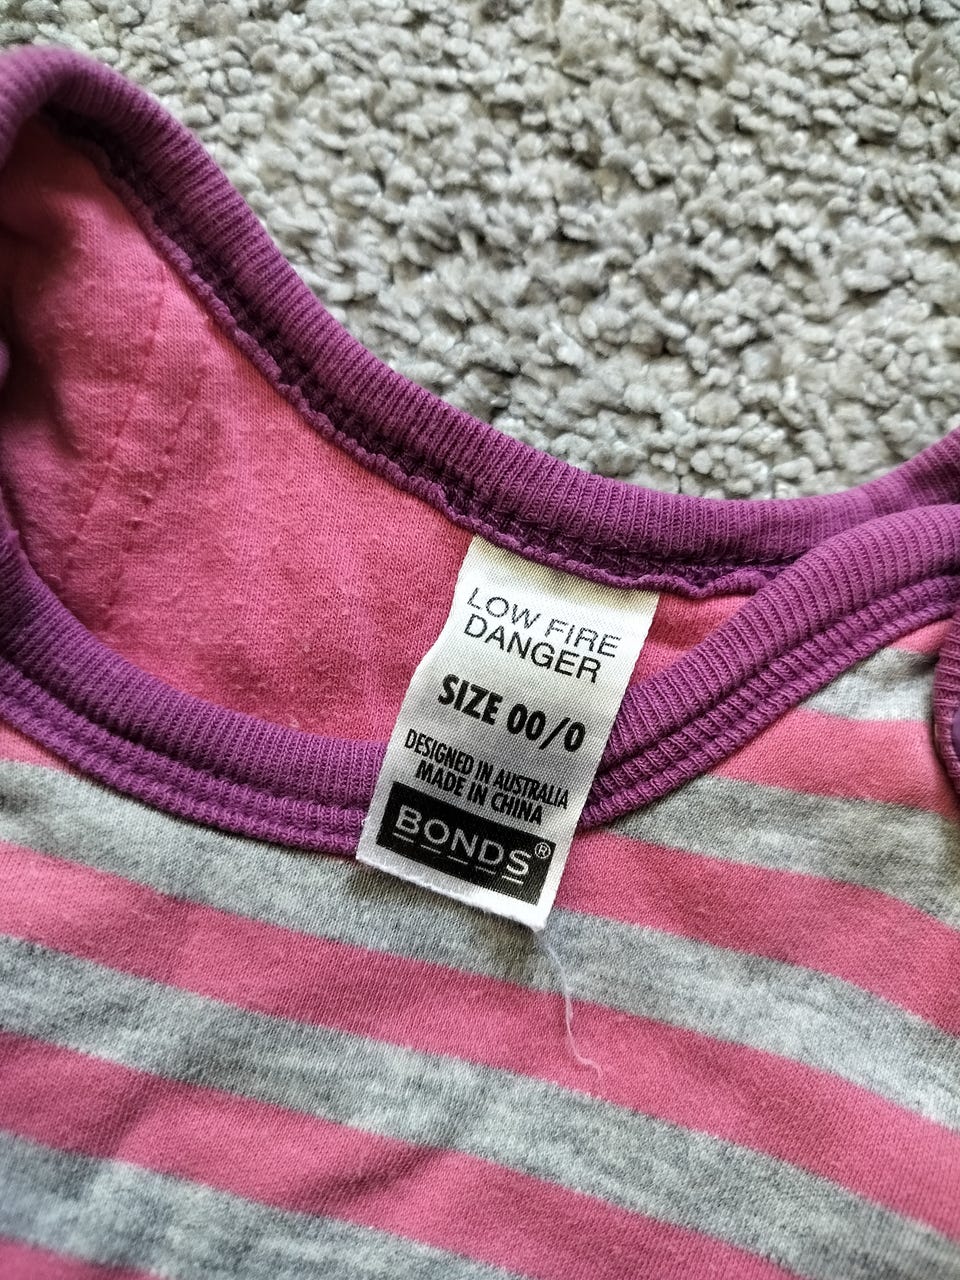 LOW FIRE
DANGER
SIZE 00/0
DESIGNED IN AUSTRALIA
MADE IN CHINA
BONDS®